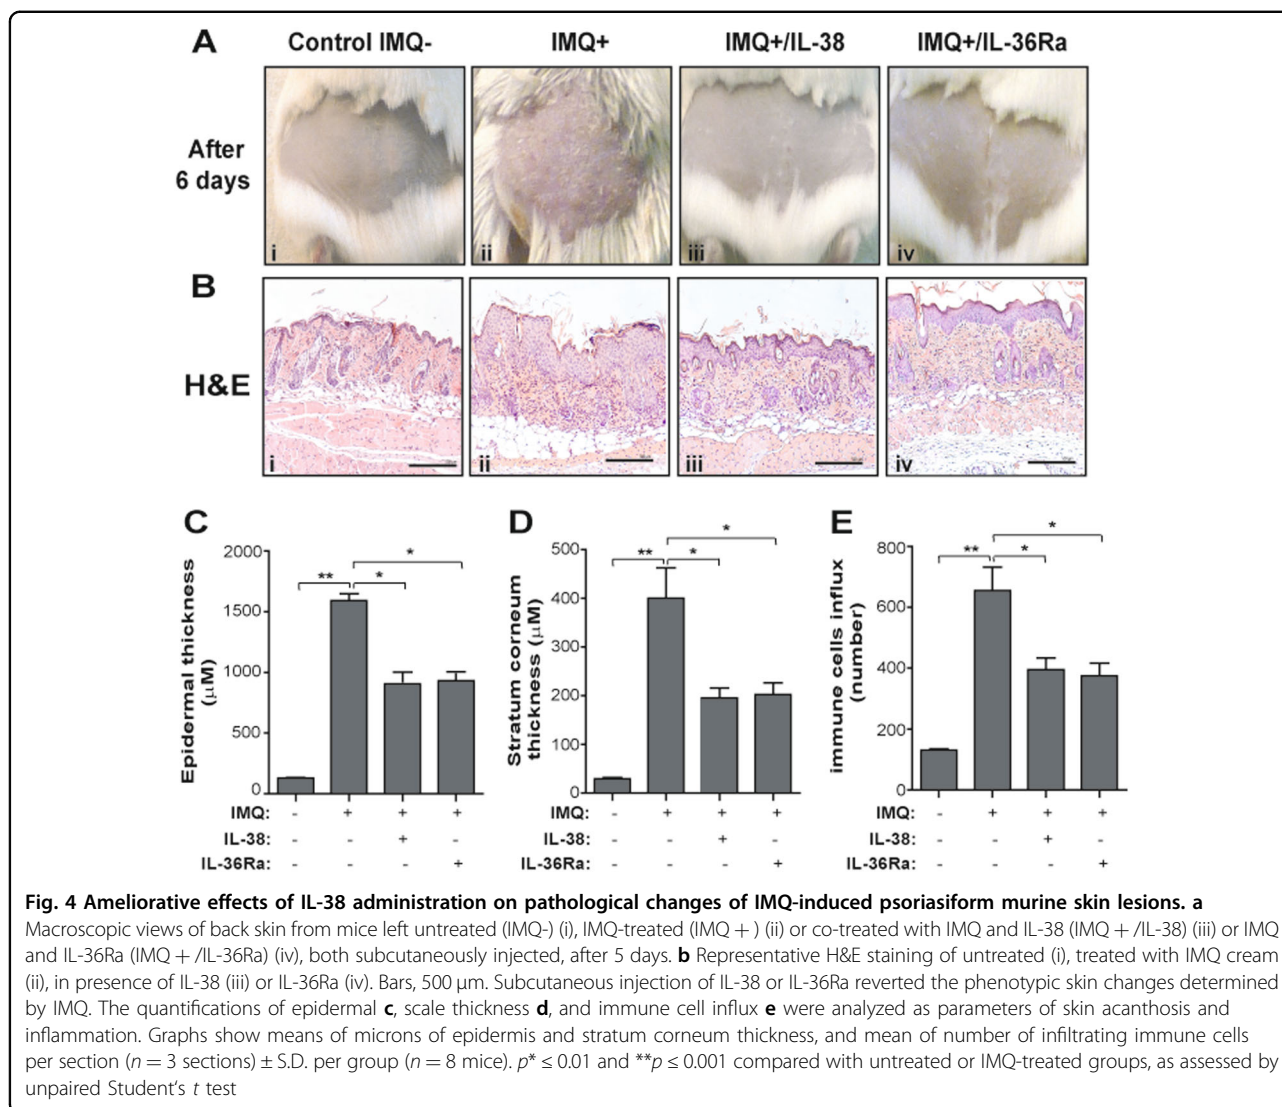 A
Control IMQ-
IMQ+
IMQ+/IL-38
IMQ+/IL-36Ra
After
6 days
i
ii
iii
iv
B
H&E
i
ii
iii
iv
C
Epidermal thickness
(μM)
2000
1500
1000
500
0
**
*
*
IMQ: - + + +
IL-38: - - + -
IL-36Ra: - - - +
D
Stratum corneum
thickness (μM)
500
400
300
200
100
0
**
*
*
IMQ: - + + +
IL-38: - - + -
IL-36Ra: - - - +
E
immune cells influx
(number)
800
600
400
200
0
**
*
*
IMQ: - + + +
IL-38: - - + -
IL-36Ra: - - - +
Fig. 4 Ameliorative effects of IL-38 administration on pathological changes of IMQ-induced psoriasiform murine skin lesions. a
Macroscopic views of back skin from mice left untreated (IMQ-) (i), IMQ-treated (IMQ + ) (ii) or co-treated with IMQ and IL-38 (IMQ + /IL-38) (iii) or IMQ
and IL-36Ra (IMQ + /IL-36Ra) (iv), both subcutaneously injected, after 5 days. b Representative H&E staining of untreated (i), treated with IMQ cream
(ii), in presence of IL-38 (iii) or IL-36Ra (iv). Bars, 500 μm. Subcutaneous injection of IL-38 or IL-36Ra reverted the phenotypic skin changes determined
by IMQ. The quantifications of epidermal c, scale thickness d, and immune cell influx e were analyzed as parameters of skin acanthosis and
inflammation. Graphs show means of microns of epidermis and stratum corneum thickness, and mean of number of infiltrating immune cells
per section (n = 3 sections) ± S.D. per group (n = 8 mice). p* ≤ 0.01 and **p ≤ 0.001 compared with untreated or IMQ-treated groups, as assessed by
unpaired Student‘s t test